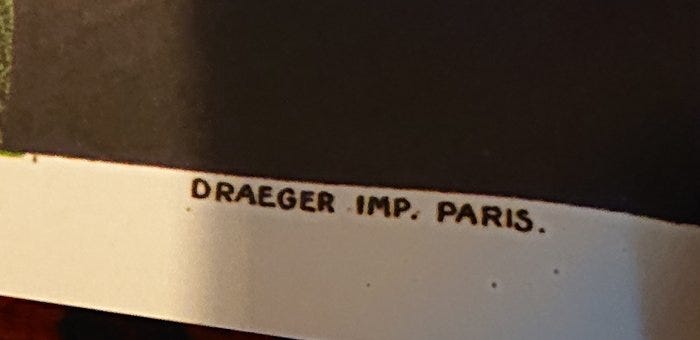 DRAEGER IMP. PARIS.